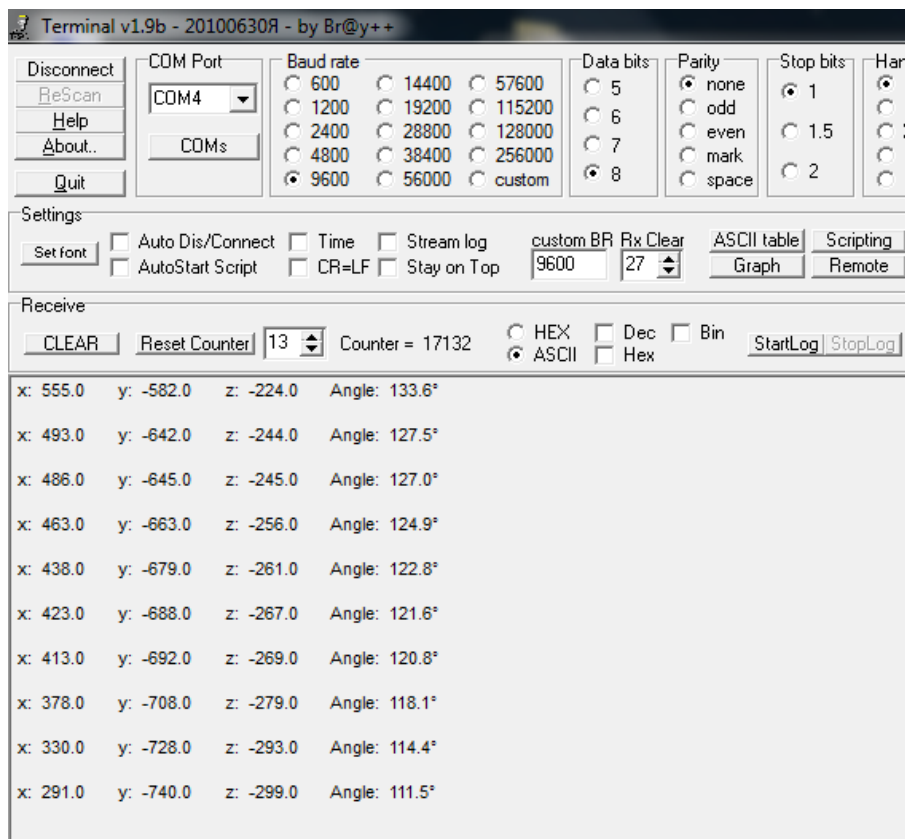 Terminal v1.9b - 20100630Я - by Br@y++
Disconnect
ReScan
Help
About..
Quit
COM Port
COM4
COMs
Baud rate
600 14400 57600
1200 19200 115200
2400 28800 128000
4800 38400 256000
9600 56000 custom
Data bits
5
6
7
8
Parity
none
odd
even
mark
space
Stop bits
1
1.5
2
Settings
Set font
Auto Dis/Connect Time Stream log
AutoStart Script CR=LF Stay on Top
custom BR Rx Clear
9600 27
ASCII table Scripting
Graph Remote
Receive
CLEAR Reset Counter 13 Counter = 17132
HEX Dec Bin
ASCII Hex
StartLog StopLog
x: 555.0 y: -582.0 z: -224.0 Angle: 133.6°
x: 493.0 y: -642.0 z: -244.0 Angle: 127.5°
x: 486.0 y: -645.0 z: -245.0 Angle: 127.0°
x: 463.0 y: -663.0 z: -256.0 Angle: 124.9°
x: 438.0 y: -679.0 z: -261.0 Angle: 122.8°
x: 423.0 y: -688.0 z: -267.0 Angle: 121.6°
x: 413.0 y: -692.0 z: -269.0 Angle: 120.8°
x: 378.0 y: -708.0 z: -279.0 Angle: 118.1°
x: 330.0 y: -728.0 z: -293.0 Angle: 114.4°
x: 291.0 y: -740.0 z: -299.0 Angle: 111.5°